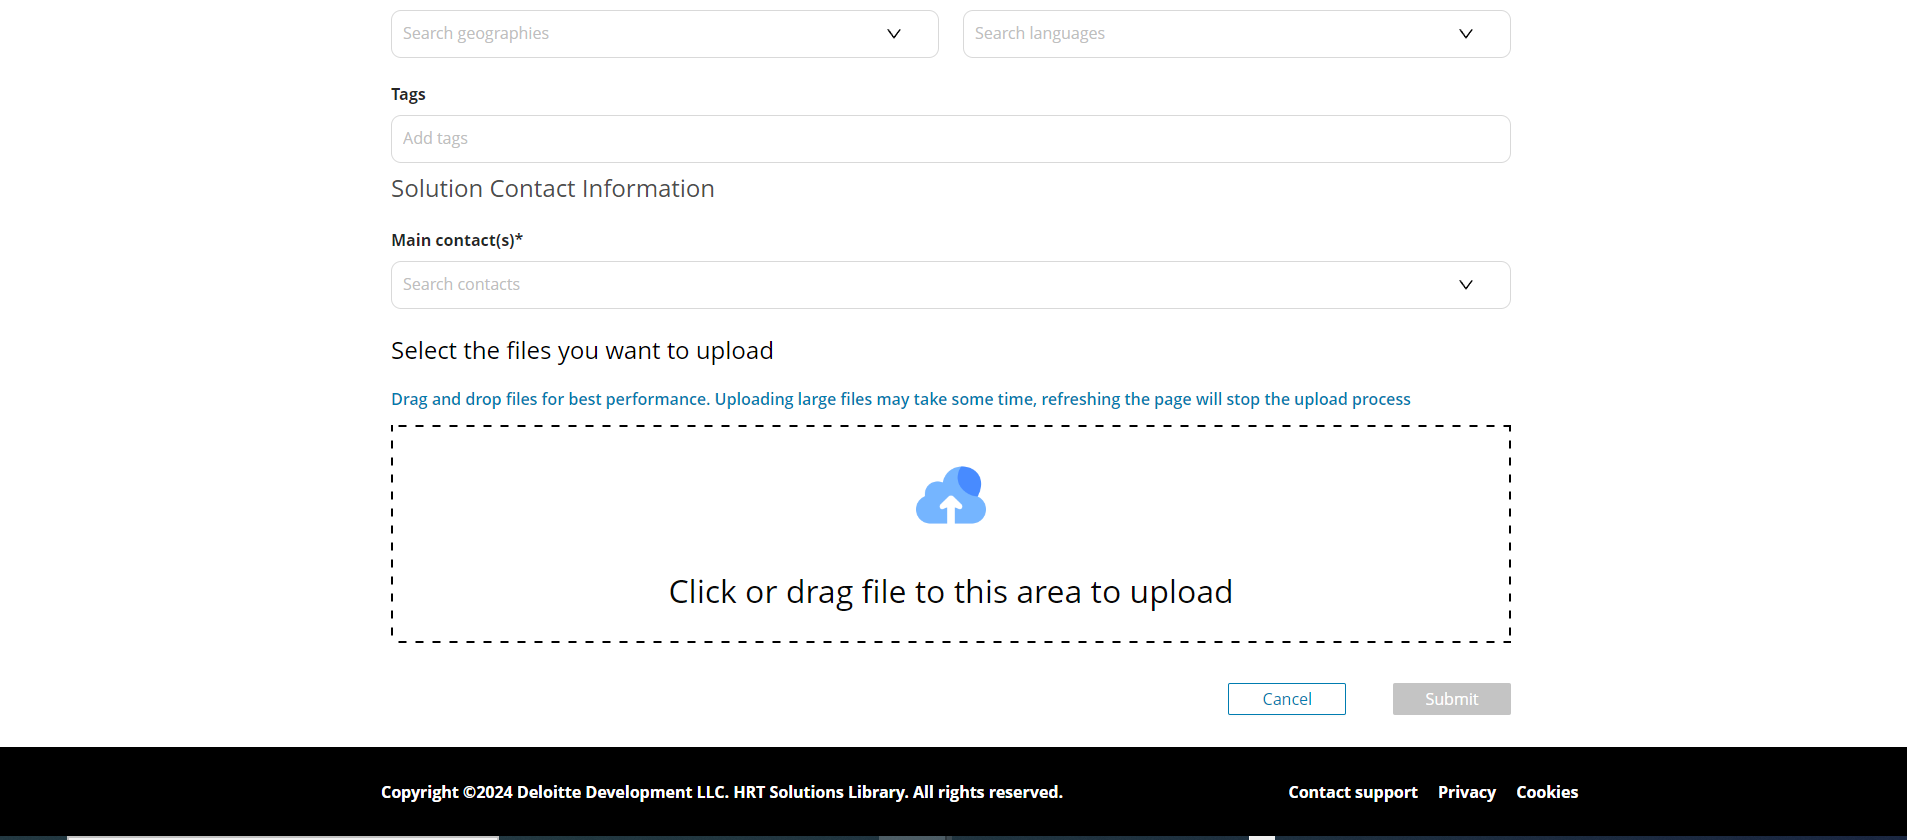 Search geographies
Search languages
Tags
Add tags
Solution Contact Information
Main contact(s)*
Search contacts
Select the files you want to upload
Drag and drop files for best performance. Uploading large files may take some time, refreshing the page will stop the upload process
Click or drag file to this area to upload
Cancel
Submit
Copyright ©2024 Deloitte Development LLC. HRT Solutions Library. All rights reserved.
Contact support
Privacy
Cookies